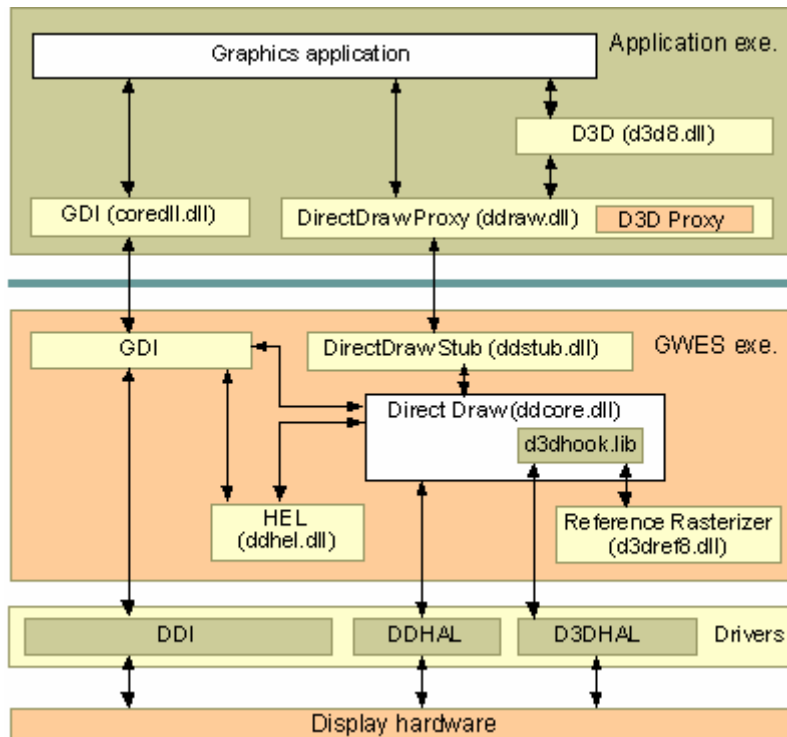 Application exe.
Graphics application
D3D (d3d8.dll)
GDI (coredll.dll)
DirectDrawProxy (ddraw.dll)
D3D Proxy
GDI
DirectDrawStub (ddstub.dll)
GWES exe.
Direct Draw(ddcore.dll)
d3dhook.lib
HEL
(ddhel.dll)
Reference Rasterizer
(d3dref8.dll)
DDI
DDHAL
D3DHAL
Drivers
Display hardware